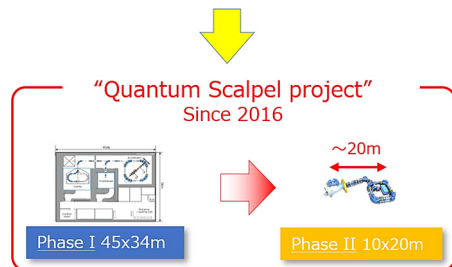 “Quantum Scalpel project”
Since 2016
～20m
Phase I 45x34m
Phase II 10x20m